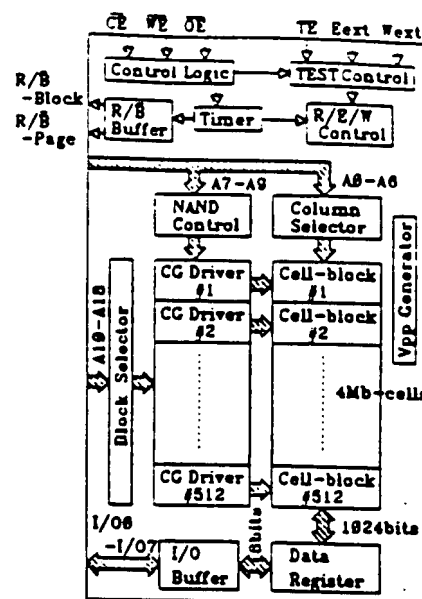 CE WE OE TE Eext Wext
Control Logic TEST Control
R/B
-Block
R/B
-Page
R/B
Buffer
Timer
R/E/W
Control
A7-A9 A0-A6
NAND
Control
Column
Selector
Vpp Generator
A10-A18
Block Selector
CG Driver
#1
Cell-block
#1
CG Driver
#2
Cell-block
#2
4Mb-cells
CG Driver
#512
Cell-block
#512
I/O0
-I/O7
I/O
Buffer
8bits
1024bits
Data
Register